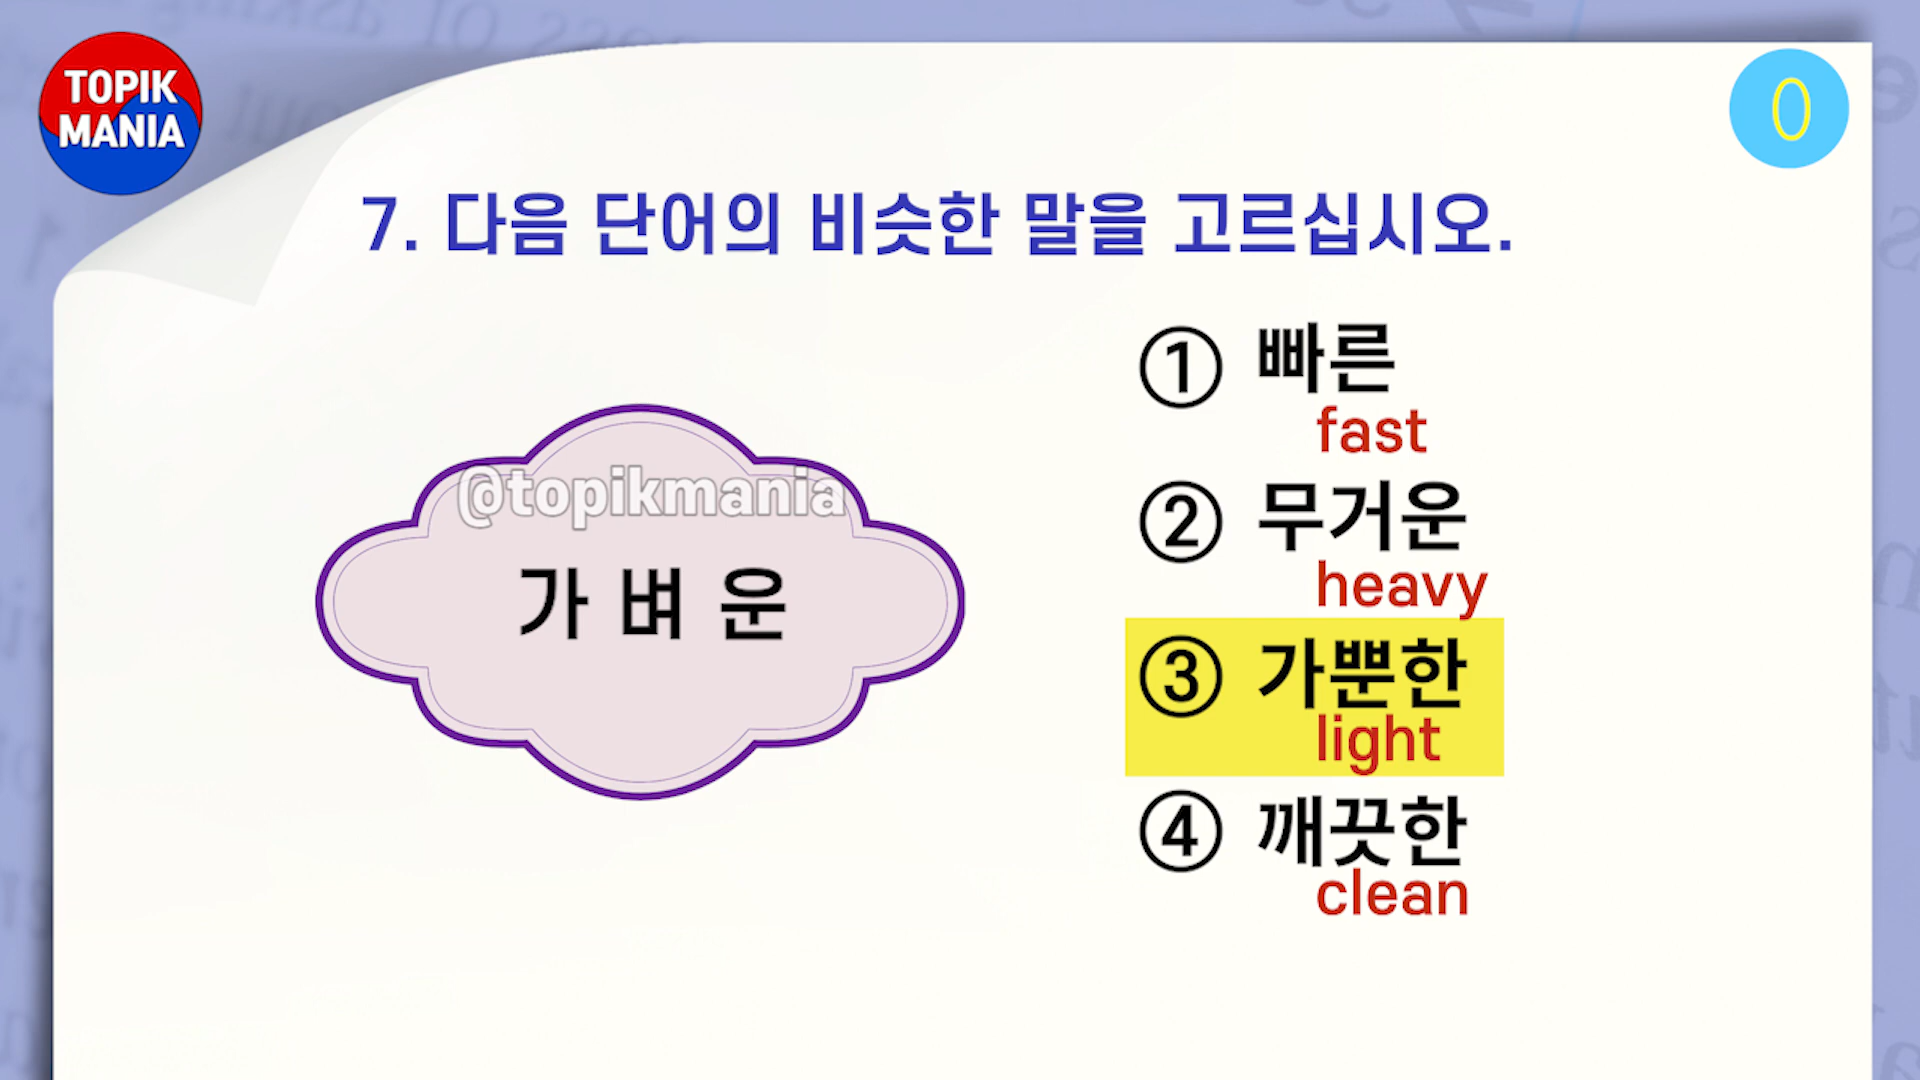 TOPIK
MANIA
0
7. 다음 단어의 비슷한 말을 고르십시오.
@topikmania
가 벼 운
① 빠른
fast
② 무거운
heavy
③ 가뿐한
light
④ 깨끗한
clean